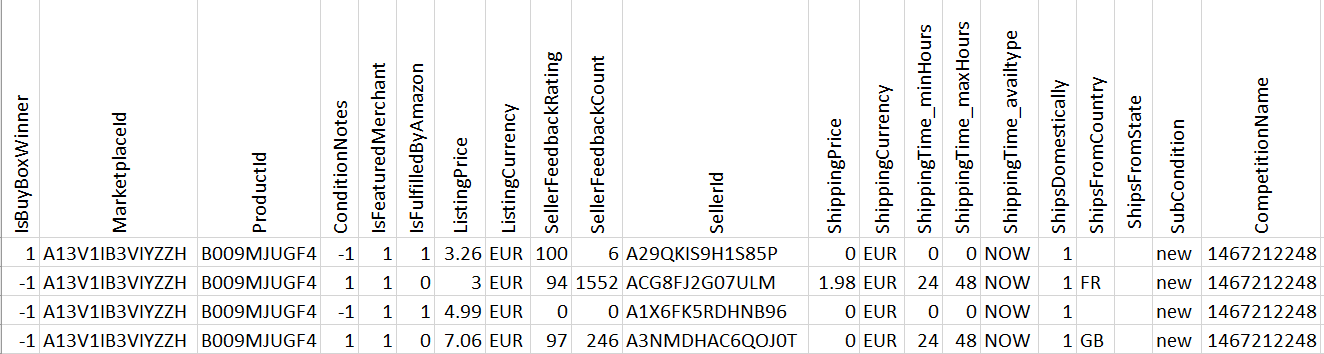 IsBuyBoxWinner MarketplaceId ProductId ConditionNotes IsFeaturedMerchant IsFulfilledByAmazon ListingPrice ListingCurrency SellerFeedbackRating SellerFeedbackCount SellerId ShippingPrice ShippingCurrency ShippingTime_minHours ShippingTime_maxHours ShippingTime_availtype ShipsDomestically ShipsFromCountry ShipsFromState SubCondition CompetitionName
1 A13V1IB3VIYZZH B009MJUGF4 -1 1 1 3.26 EUR 100 6 A29QKIS9H1S85P 0 EUR 0 0 NOW 1 new 1467212248
-1 A13V1IB3VIYZZH B009MJUGF4 1 1 0 3 EUR 94 1552 ACG8FJ2G07ULM 1.98 EUR 24 48 NOW 1 FR new 1467212248
-1 A13V1IB3VIYZZH B009MJUGF4 -1 1 1 4.99 EUR 0 0 A1X6FK5RDHNB96 0 EUR 0 0 NOW 1 new 1467212248
-1 A13V1IB3VIYZZH B009MJUGF4 1 1 0 7.06 EUR 97 246 A3NMDHAC6QOJ0T 0 EUR 24 48 NOW 1 GB new 1467212248